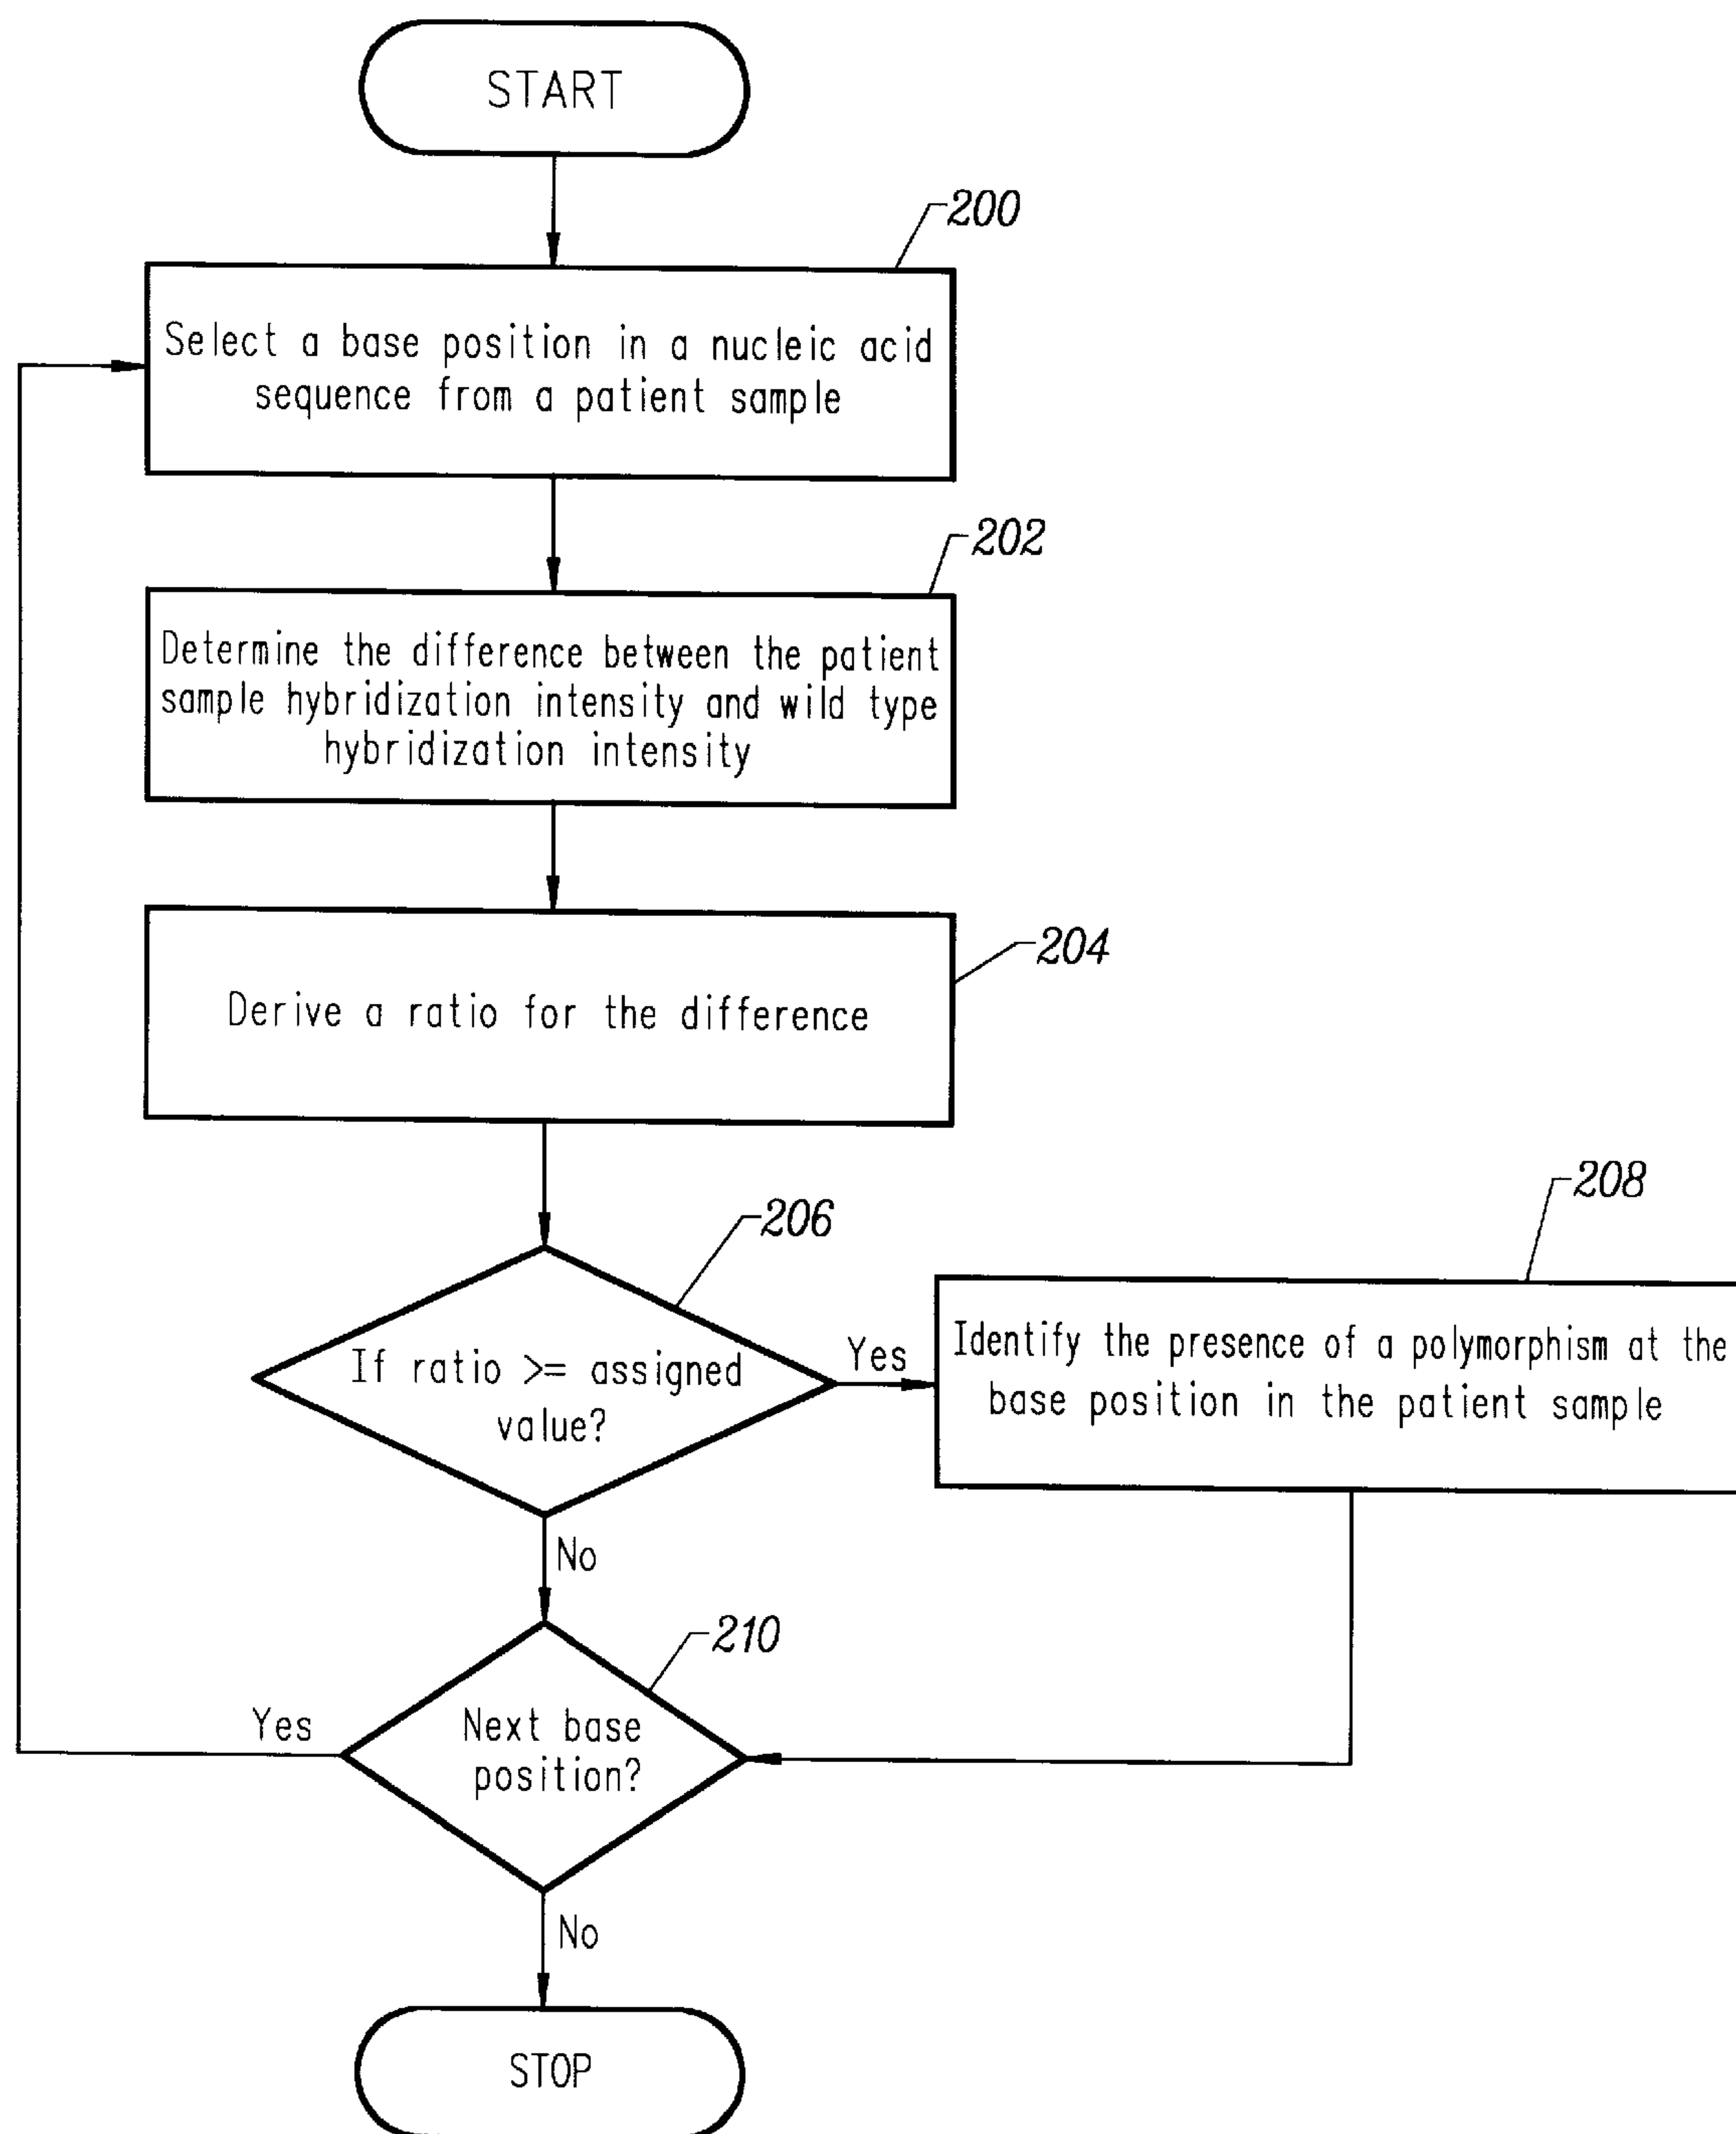 START
200
Select a base position in a nucleic acid
sequence from a patient sample
202
Determine the difference between the patient
sample hybridization intensity and wild type
hybridization intensity
204
Derive a ratio for the difference
206
If ratio >= assigned
value?
Yes
208
Identify the presence of a polymorphism at the
base position in the patient sample
No
210
Next base
position?
Yes
No
STOP